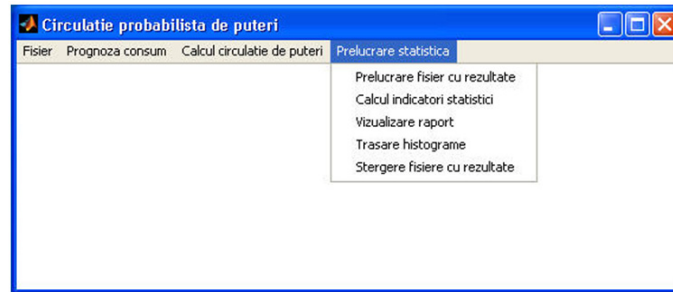 Circulatie probabilista de puteri
Fisier Prognoza consum Calcul circulatie de puteri Prelucrare statistica
Prelucrare fisier cu rezultate
Calcul indicatori statistici
Vizualizare raport
Trasare histograme
Stergere fisiere cu rezultate